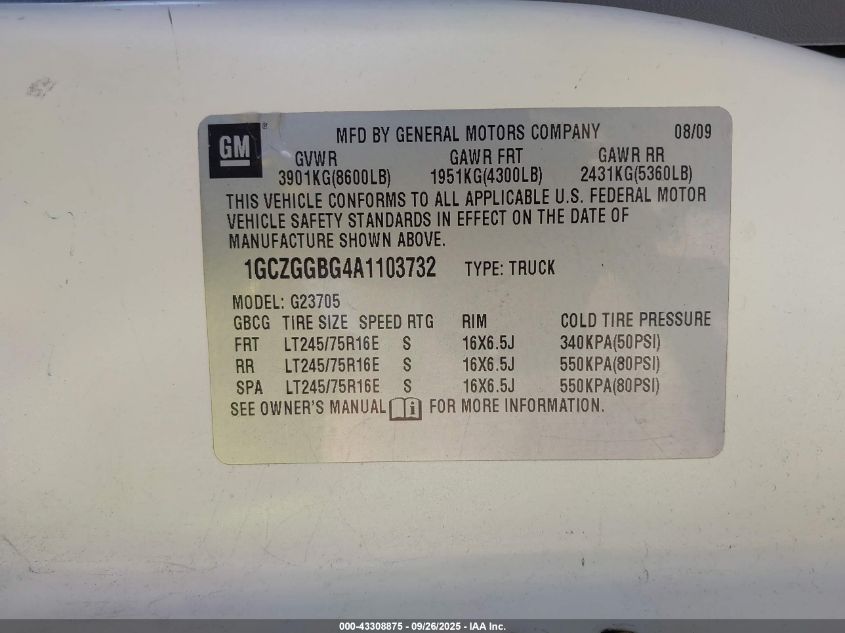 GM
®
MFD BY GENERAL MOTORS COMPANY 08/09
GVWR GAWR FRT GAWR RR
3901KG(8600LB) 1951KG(4300LB) 2431KG(5360LB)
THIS VEHICLE CONFORMS TO ALL APPLICABLE U.S. FEDERAL MOTOR
VEHICLE SAFETY STANDARDS IN EFFECT ON THE DATE OF
MANUFACTURE SHOWN ABOVE.
1GCZGGBG4A1103732 TYPE: TRUCK
MODEL: G23705
GBCG TIRE SIZE SPEED RTG RIM COLD TIRE PRESSURE
FRT LT245/75R16E S 16X6.5J 340KPA(50PSI)
RR LT245/75R16E S 16X6.5J 550KPA(80PSI)
SPA LT245/75R16E S 16X6.5J 550KPA(80PSI)
SEE OWNER'S MANUAL i FOR MORE INFORMATION.
000-43308875 - 09/26/2025 - IAA Inc.